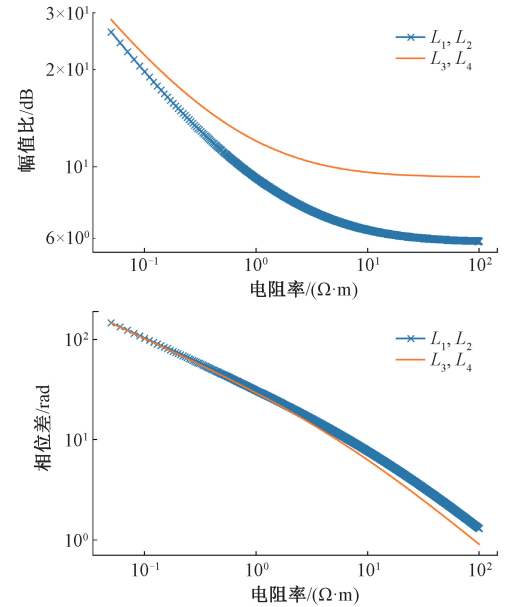 3×10¹
2×10¹
10¹
6×10⁰
幅值比/dB
L₁, L₂
L₃, L₄
10⁻¹ 10⁰ 10¹ 10²
电阻率/(Ω·m)
10²
10¹
10⁰
相位差/rad
L₁, L₂
L₃, L₄
10⁻¹ 10⁰ 10¹ 10²
电阻率/(Ω·m)